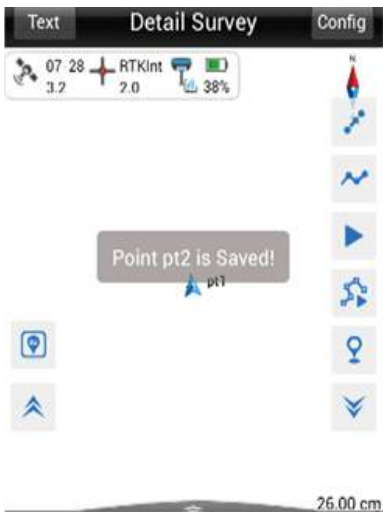 Text Detail Survey Config
07-28 RTKInt
3.2 2.0 38%
N
Point pt2 is Saved!
pt1
26.00 cm